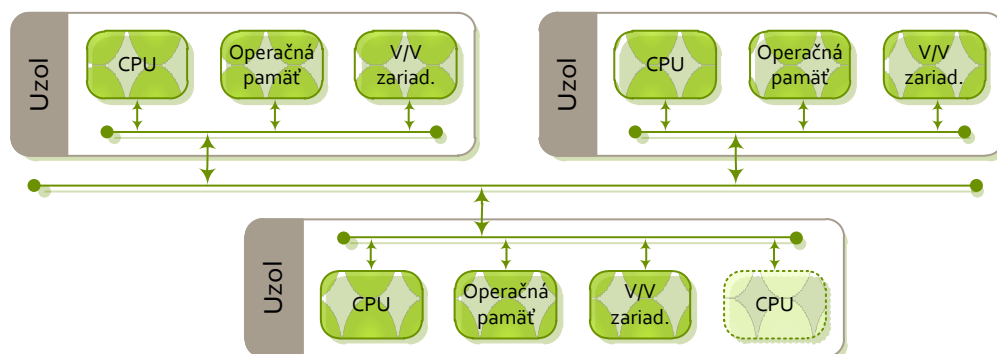 Uzol
CPU
Operačná
pamäť
V/V
zariad.
Uzol
CPU
Operačná
pamäť
V/V
zariad.
Uzol
CPU
Operačná
pamäť
V/V
zariad.
CPU